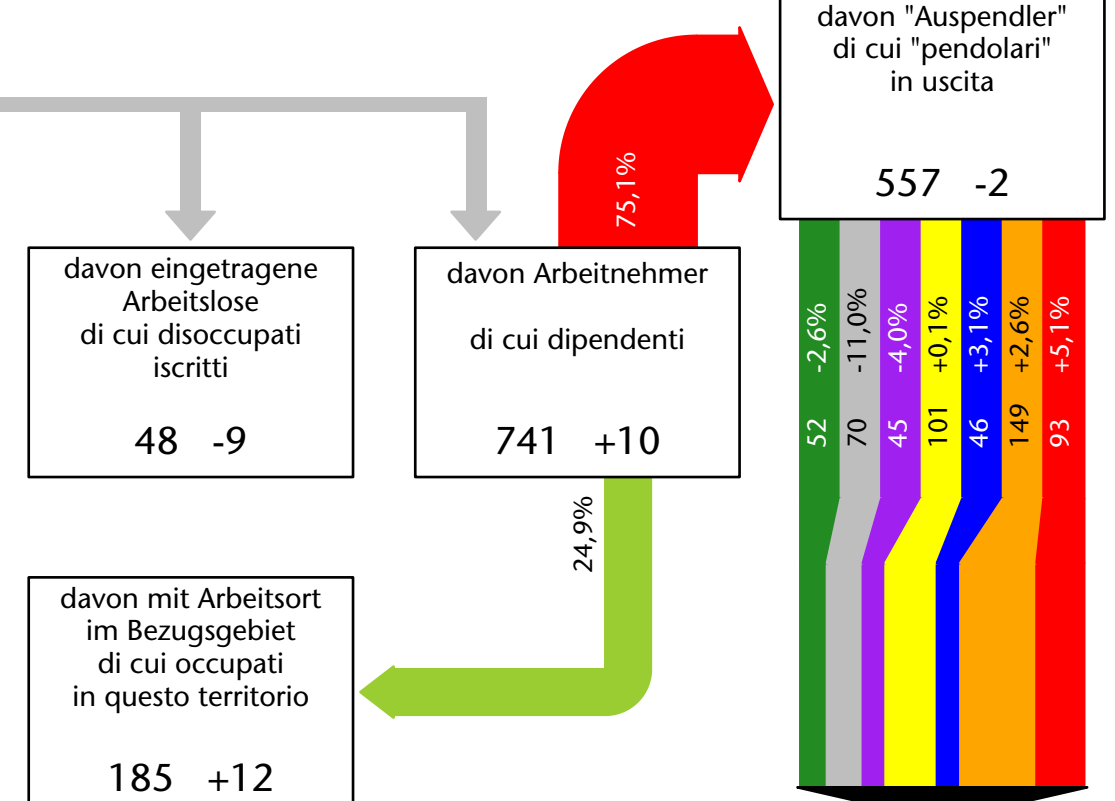 davon "Auspendler"
di cui "pendolari"
in uscita
557 -2
75,1%
davon eingetragene
Arbeitslose
di cui disoccupati
iscritti
48 -9
davon Arbeitnehmer
di cui dipendenti
741 +10
52 -2,6%
70 -11,0%
45 -4,0%
101 +0,1%
46 +3,1%
149 +2,6%
93 +5,1%
24,9%
davon mit Arbeitsort
im Bezugsgebiet
di cui occupati
in questo territorio
185 +12